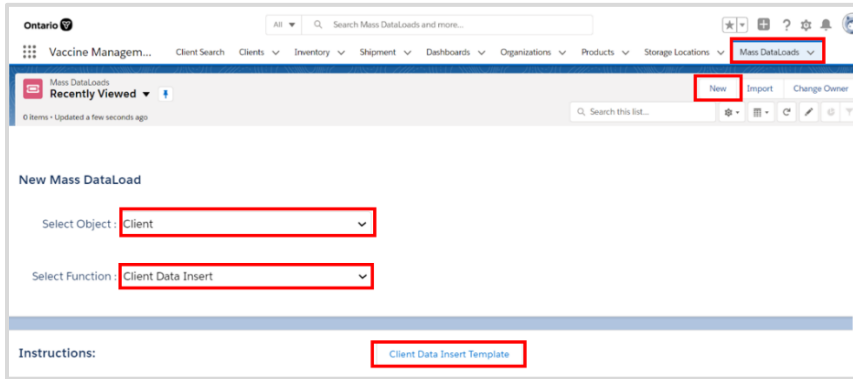 Ontario
All
Search Mass DataLoads and more...
Vaccine Managem... Client Search Clients Inventory Shipment Dashboards Organizations Products Storage Locations Mass DataLoads
Mass DataLoads
Recently Viewed
New Import Change Owner
0 items • Updated a few seconds ago
Search this list...
New Mass DataLoad
Select Object : Client
Select Function : Client Data Insert
Instructions: Client Data Insert Template